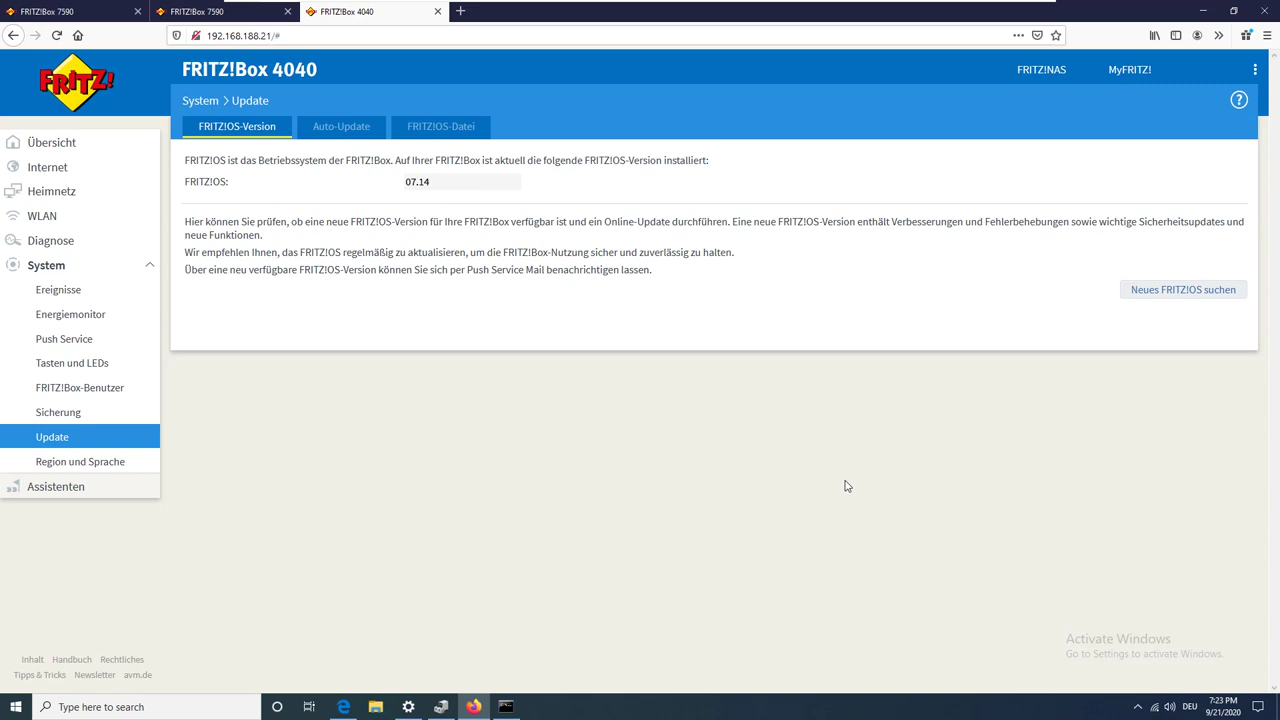 FRITZ!Box 7590
FRITZ!Box 7590
FRITZ!Box 4040
192.168.188.21/#
FRITZ!
FRITZ!Box 4040
FRITZ!NAS
MyFRITZ!
System > Update
FRITZ!OS-Version
Auto-Update
FRITZ!OS-Datei
Übersicht
Internet
Heimnetz
WLAN
Diagnose
System
Ereignisse
Energiemonitor
Push Service
Tasten und LEDs
FRITZ!Box-Benutzer
Sicherung
Update
Region und Sprache
Assistenten
FRITZ!OS ist das Betriebssystem der FRITZ!Box. Auf Ihrer FRITZ!Box ist aktuell die folgende FRITZ!OS-Version installiert:
FRITZ!OS: 07.14
Hier können Sie prüfen, ob eine neue FRITZ!OS-Version für Ihre FRITZ!Box verfügbar ist und ein Online-Update durchführen. Eine neue FRITZ!OS-Version enthält Verbesserungen und Fehlerbehebungen sowie wichtige Sicherheitsupdates und
neue Funktionen.
Wir empfehlen Ihnen, das FRITZ!OS regelmäßig zu aktualisieren, um die FRITZ!Box-Nutzung sicher und zuverlässig zu halten.
Über eine neu verfügbare FRITZ!OS-Version können Sie sich per Push Service Mail benachrichtigen lassen.
Neues FRITZ!OS suchen
Inhalt Handbuch Rechtliches
Tipps & Tricks Newsletter avm.de
Activate Windows
Go to Settings to activate Windows.
Type here to search
DEU
7:23 PM
9/21/2020